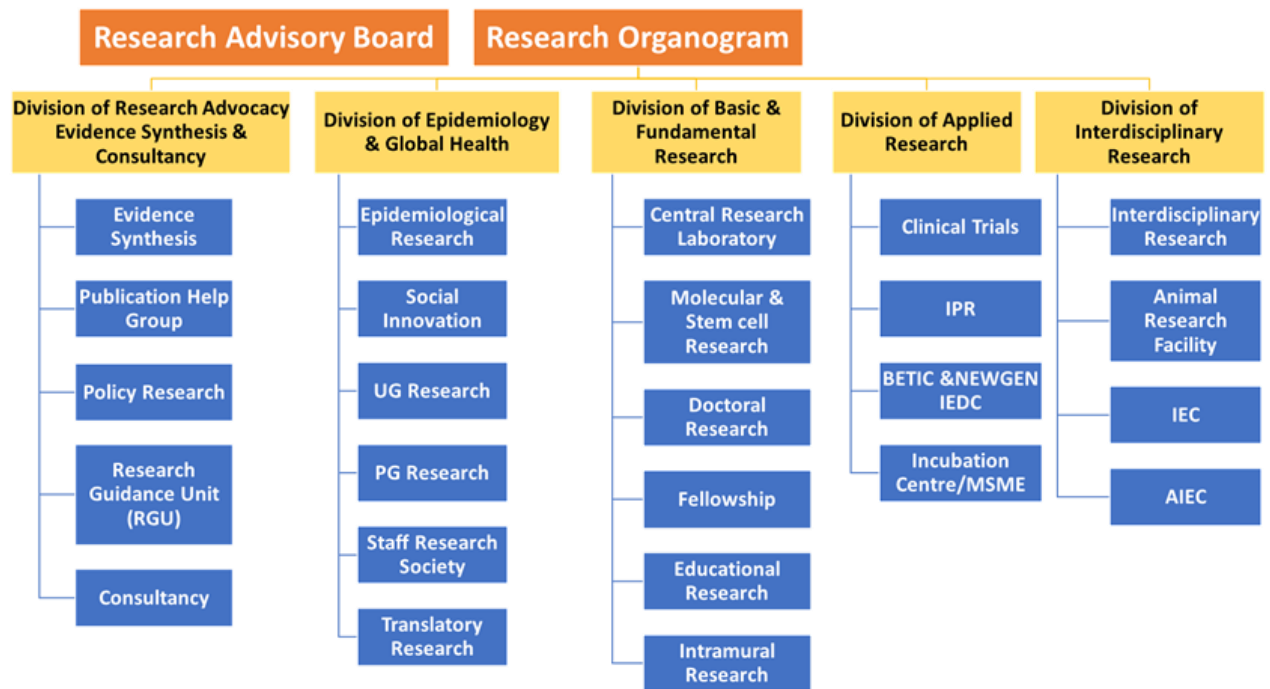 Research Advisory Board
Research Organogram
Division of Research Advocacy
Evidence Synthesis &
Consultancy
Evidence
Synthesis
Publication Help
Group
Policy Research
Research
Guidance Unit
(RGU)
Consultancy
Division of Epidemiology
& Global Health
Epidemiological
Research
Social
Innovation
UG Research
PG Research
Staff Research
Society
Translatory
Research
Division of Basic &
Fundamental
Research
Central Research
Laboratory
Molecular &
Stem cell
Research
Doctoral
Research
Fellowship
Educational
Research
Intramural
Research
Division of Applied
Research
Clinical Trials
IPR
BETIC &NEWGEN
IEDC
Incubation
Centre/MSME
Division of
Interdisciplinary
Research
Interdisciplinary
Research
Animal
Research
Facility
IEC
AIEC